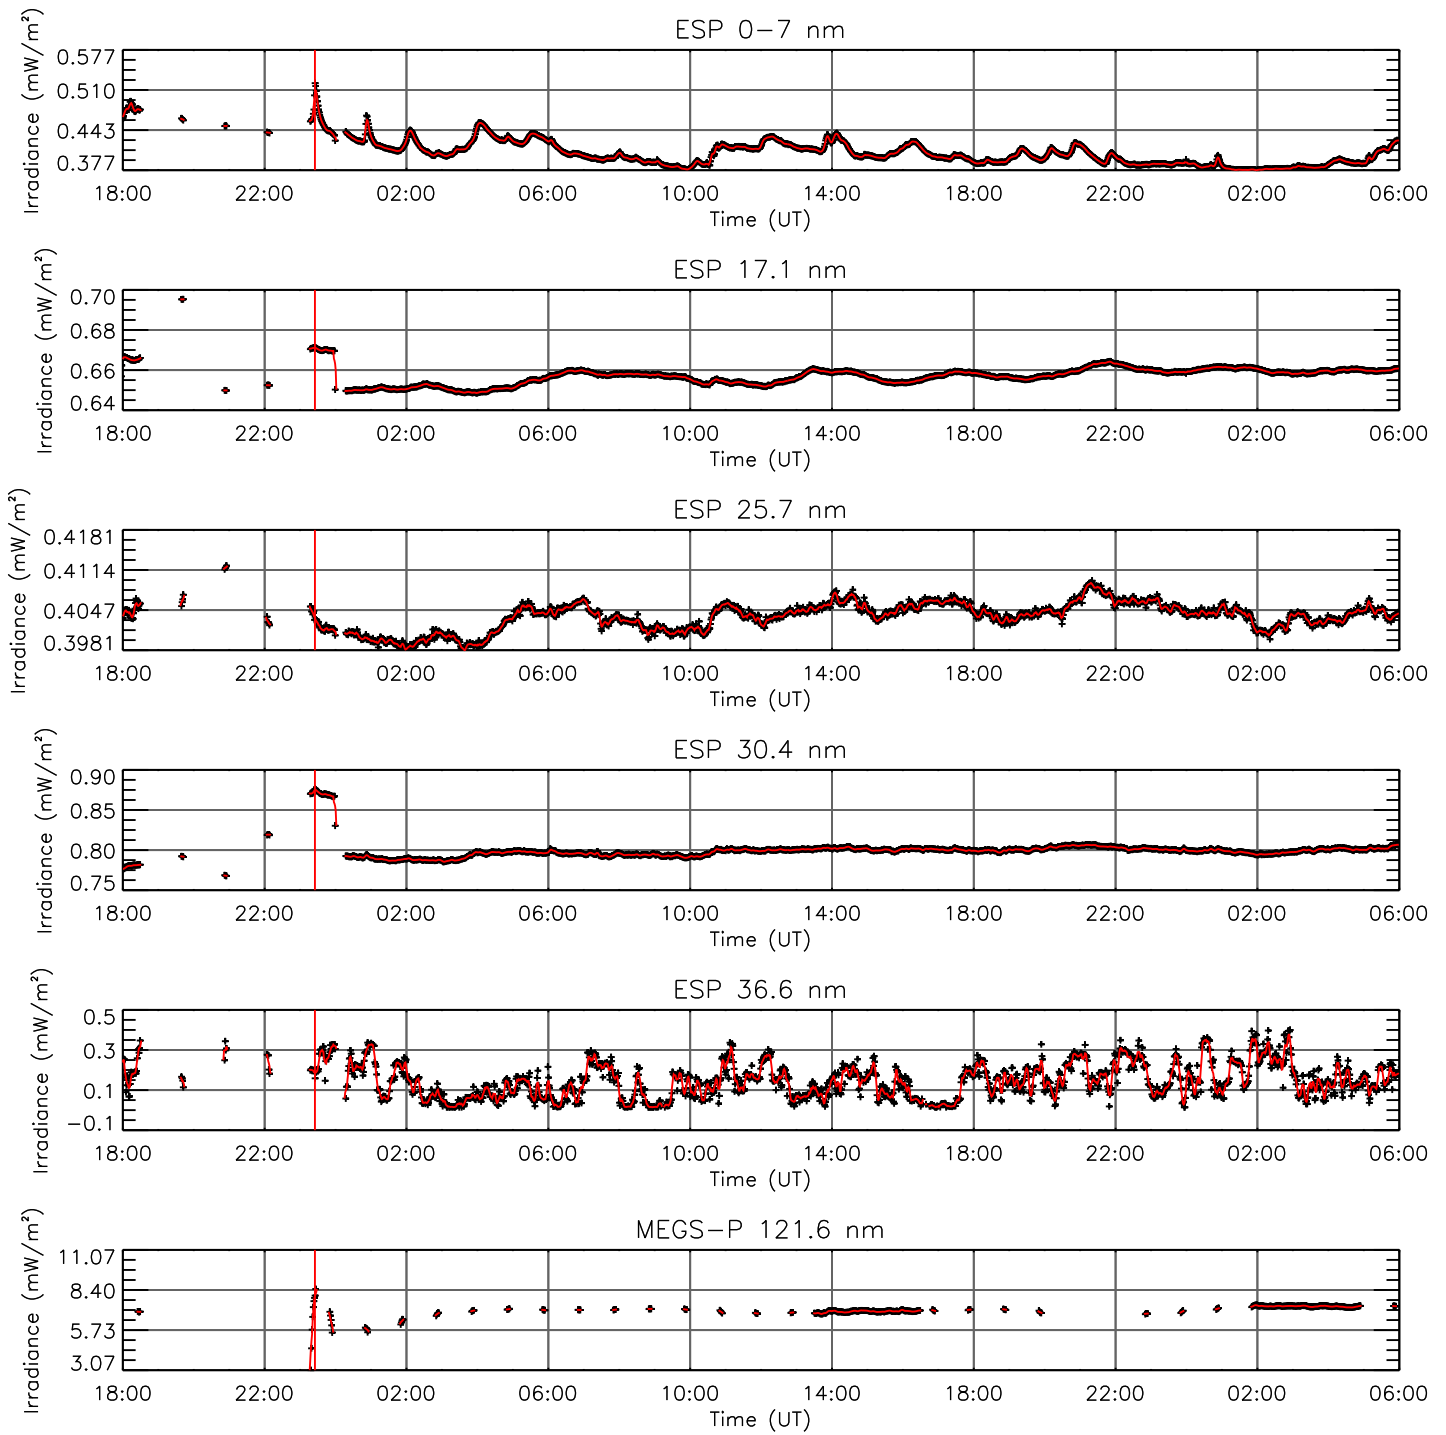 ESP 0-7 nm
Irradiance (mW/m²)
0.577
0.510
0.443
0.377
18:00 22:00 02:00 06:00 10:00 14:00 18:00 22:00 02:00 06:00
Time (UT)
ESP 17.1 nm
Irradiance (mW/m²)
0.70
0.68
0.66
0.64
18:00 22:00 02:00 06:00 10:00 14:00 18:00 22:00 02:00 06:00
Time (UT)
ESP 25.7 nm
Irradiance (mW/m²)
0.4181
0.4114
0.4047
0.3981
18:00 22:00 02:00 06:00 10:00 14:00 18:00 22:00 02:00 06:00
Time (UT)
ESP 30.4 nm
Irradiance (mW/m²)
0.90
0.85
0.80
0.75
18:00 22:00 02:00 06:00 10:00 14:00 18:00 22:00 02:00 06:00
Time (UT)
ESP 36.6 nm
Irradiance (mW/m²)
0.5
0.3
0.1
-0.1
18:00 22:00 02:00 06:00 10:00 14:00 18:00 22:00 02:00 06:00
Time (UT)
MEGS-P 121.6 nm
Irradiance (mW/m²)
11.07
8.40
5.73
3.07
18:00 22:00 02:00 06:00 10:00 14:00 18:00 22:00 02:00 06:00
Time (UT)